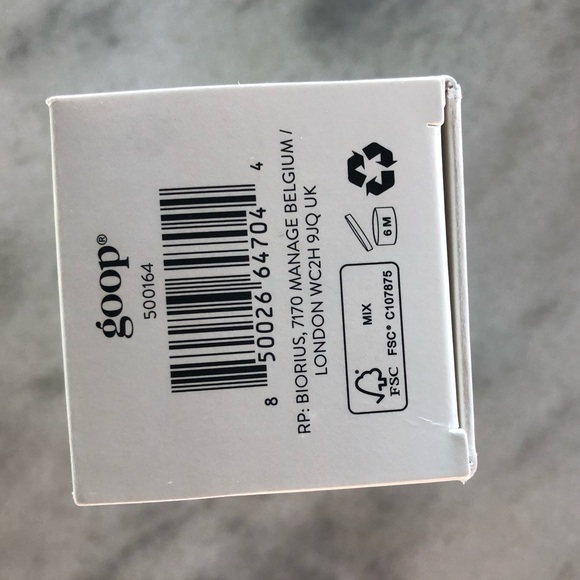 goop®
500164
8 50026 64704 4
RP: BIORIUS, 7170 MANAGE BELGIUM /
LONDON WC2H 9JQ UK
FSC
MIX
FSC® C107875
6 M